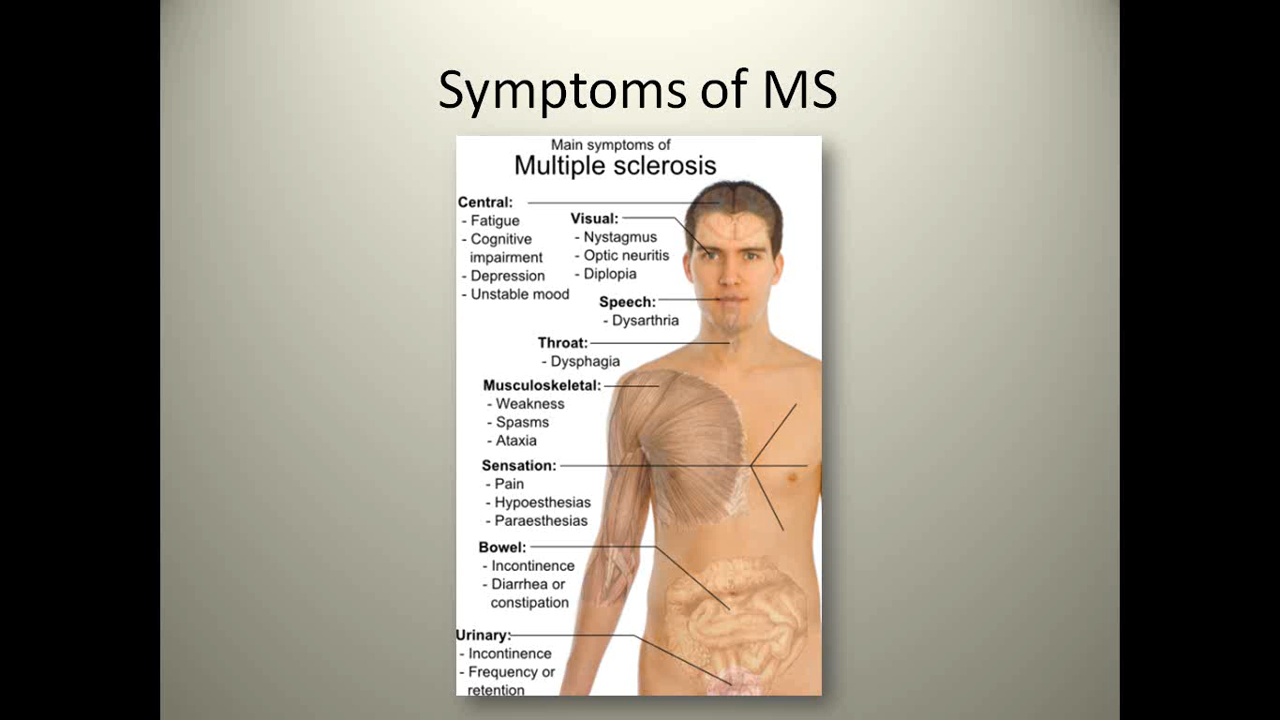 Symptoms of MS
Main symptoms of
Multiple sclerosis
Central:
- Fatigue
- Cognitive
impairment
- Depression
- Unstable mood
Visual:
- Nystagmus
- Optic neuritis
- Diplopia
Speech:
- Dysarthria
Throat:
- Dysphagia
Musculoskeletal:
- Weakness
- Spasms
- Ataxia
Sensation:
- Pain
- Hypoesthesias
- Paraesthesias
Bowel:
- Incontinence
- Diarrhea or
constipation
Urinary:
- Incontinence
- Frequency or
retention